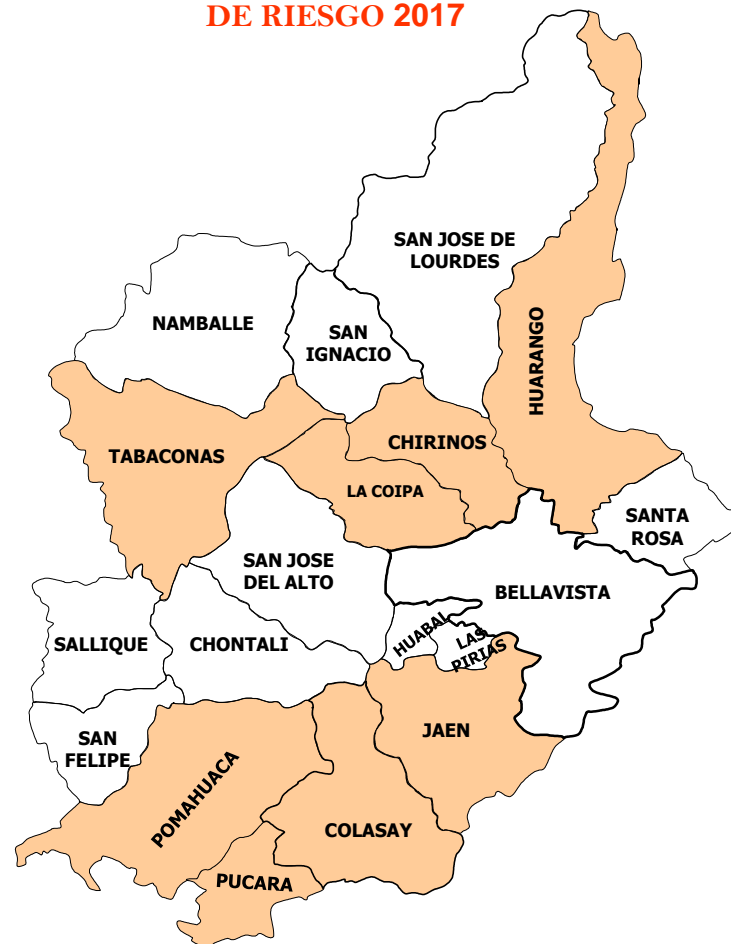 DE RIESGO 2017
SAN JOSE DE
LOURDES
NAMBALLE
SAN
IGNACIO
HUARANGO
CHIRINOS
TABACONAS
LA COIPA
SANTA
ROSA
SAN JOSE
DEL ALTO
BELLAVISTA
SALLIQUE
CHONTALI
HUABAL
LAS
PIRIAS
SAN
FELIPE
JAEN
POMAHUACA
COLASAY
PUCARA